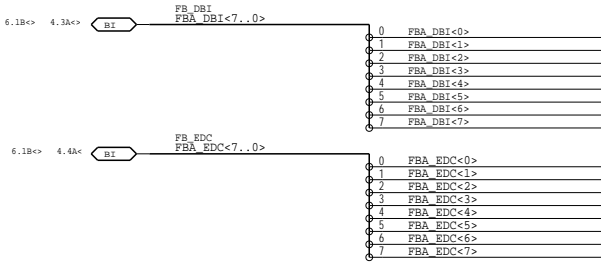 FB_DBI
6.1B<> 4.3A<> BI FBA_DBI<7..0>
0 FBA_DBI<0>
1 FBA_DBI<1>
2 FBA_DBI<2>
3 FBA_DBI<3>
4 FBA_DBI<4>
5 FBA_DBI<5>
6 FBA_DBI<6>
7 FBA_DBI<7>
FB_EDC
6.1B<> 4.4A< BI FBA_EDC<7..0>
0 FBA_EDC<0>
1 FBA_EDC<1>
2 FBA_EDC<2>
3 FBA_EDC<3>
4 FBA_EDC<4>
5 FBA_EDC<5>
6 FBA_EDC<6>
7 FBA_EDC<7>